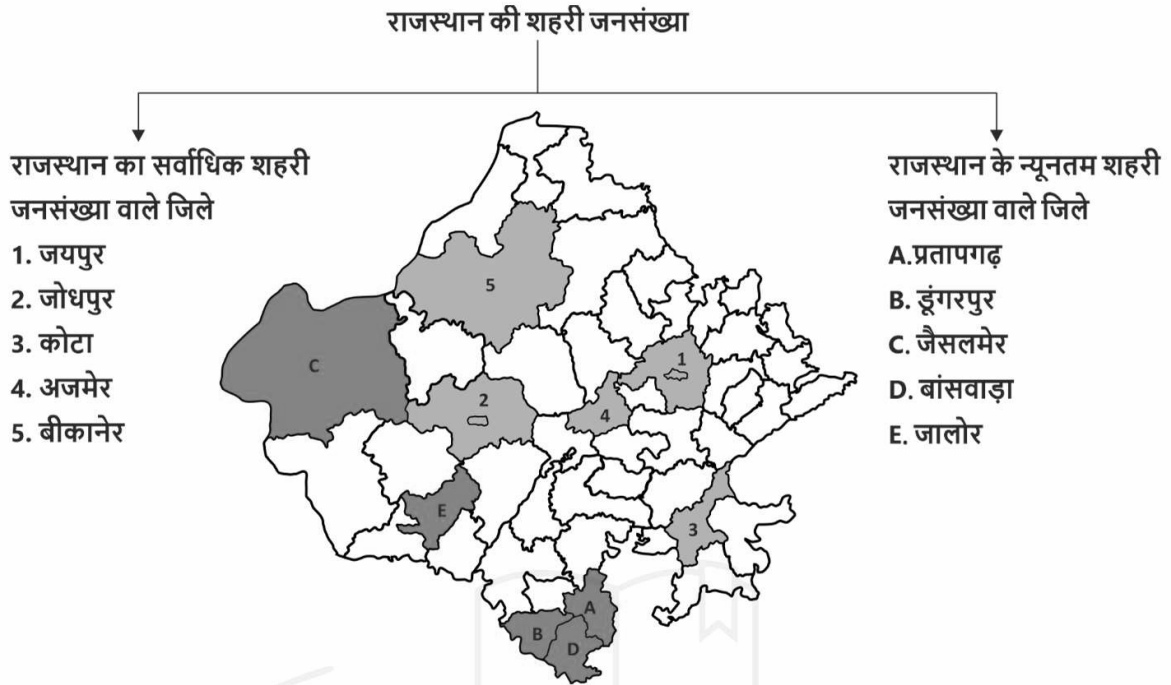 राजस्थान की शहरी जनसंख्या
राजस्थान का सर्वाधिक शहरी
जनसंख्या वाले जिले
1. जयपुर
2. जोधपुर
3. कोटा
4. अजमेर
5. बीकानेर
राजस्थान के न्यूनतम शहरी
जनसंख्या वाले जिले
A.प्रतापगढ़
B. डूंगरपुर
C. जैसलमेर
D. बांसवाड़ा
E. जालोर
5
C
1
2
4
E
3
A
B
D